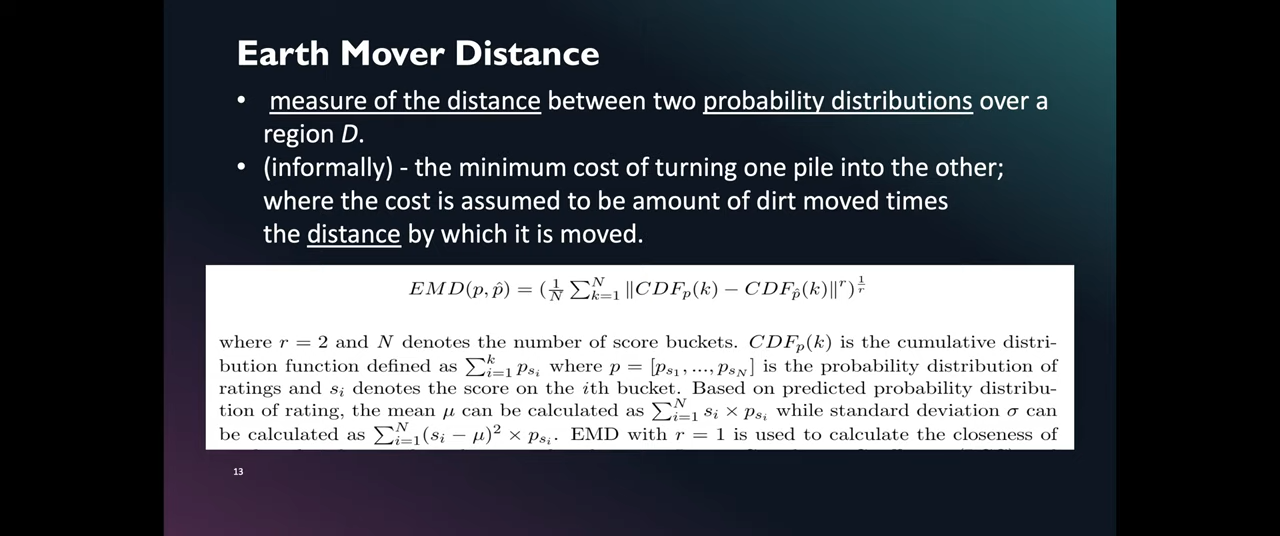 Earth Mover Distance
• measure of the distance between two probability distributions over a
region D.
• (informally) - the minimum cost of turning one pile into the other;
where the cost is assumed to be amount of dirt moved times
the distance by which it is moved.
EMD(p, p̂) = (1/N ∑_{k=1}^{N} ‖CDF_p(k) − CDF_p̂(k)‖^r)^{1/r}
where r = 2 and N denotes the number of score buckets. CDF_p(k) is the cumulative distri-
bution function defined as ∑_{i=1}^{k} p_{s_i} where p = [p_{s_1}, ..., p_{s_N}] is the probability distribution of
ratings and s_i denotes the score on the ith bucket. Based on predicted probability distribu-
tion of rating, the mean μ can be calculated as ∑_{i=1}^{N} s_i × p_{s_i} while standard deviation σ can
be calculated as ∑_{i=1}^{N} (s_i − μ)^2 × p_{s_i}. EMD with r = 1 is used to calculate the closeness of
13